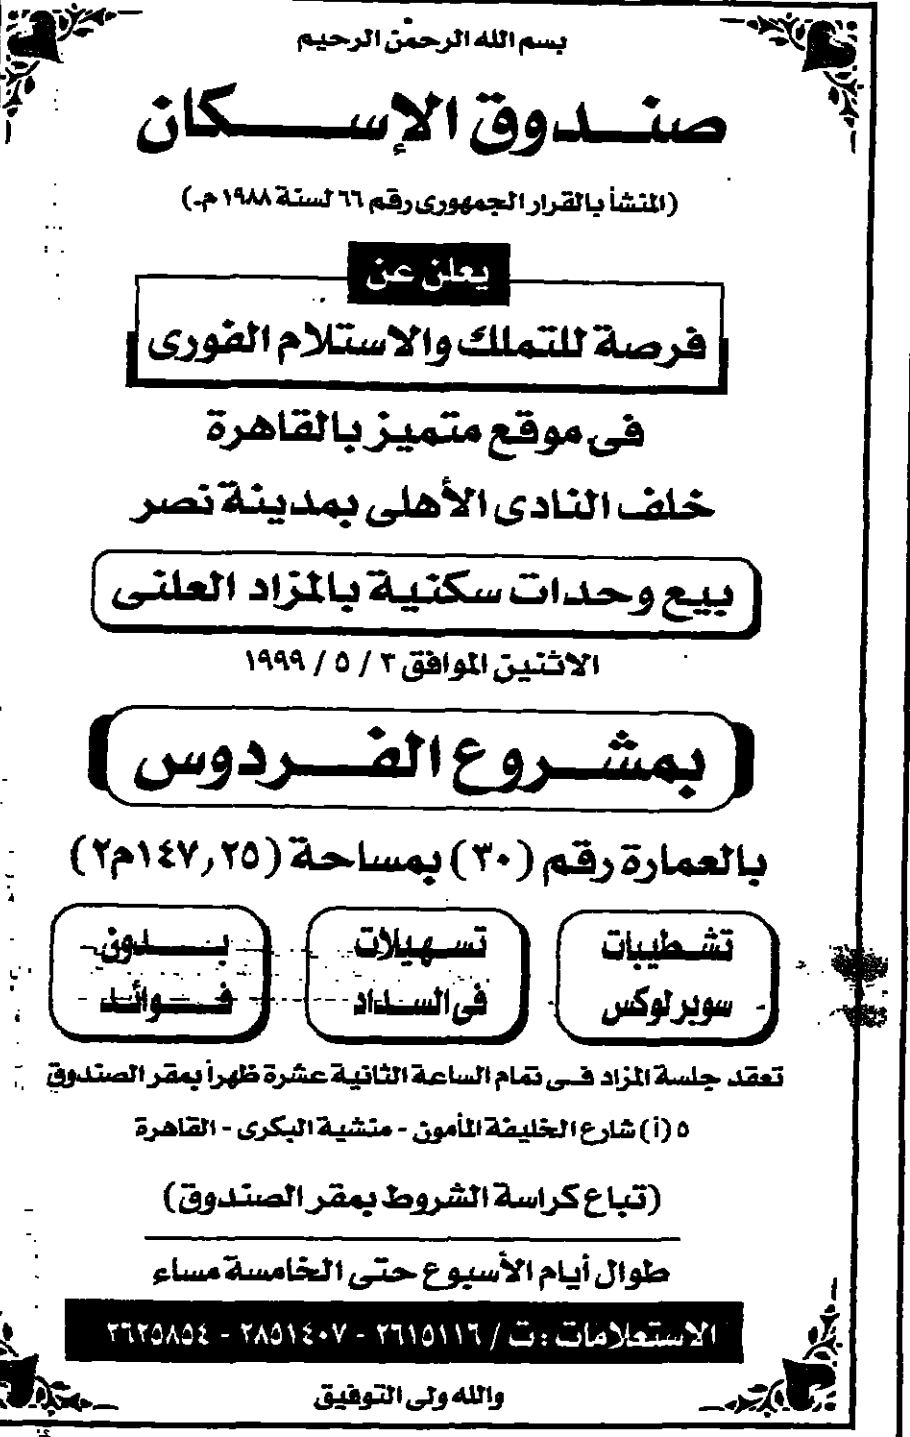 بسم الله الرحمن الرحيم
صندوق الإسكان
(المنشأ بالقرار الجمهورى رقم ٦٦ لسنة ١٩٨٨ م.)
يعلن عن
فرصة للتملك والاستلام الفورى
فى موقع متميز بالقاهرة
خلف النادى الأهلى بمدينة نصر
بيع وحدات سكنية بالمزاد العلنى
الاثنين الموافق ٣ / ٥ / ١٩٩٩
بمشروع الفردوس
بالعمارة رقم (٣٠) بمساحة (١٤٧,٢٥م٢)
تشطيبات
سوبر لوكس
تسهيلات
فى السداد
بدون
فوائد
تعقد جلسة المزاد فى تمام الساعة الثانية عشرة ظهراً بمقر الصندوق
٥ (أ) شارع الخليفة المأمون - منشية البكرى - القاهرة
(تباع كراسة الشروط بمقر الصندوق)
طوال أيام الأسبوع حتى الخامسة مساء
الاستعلامات : ت / ٢٦١٥١١٦ - ٢٨٥١٤٠٧ - ٢٦٢٥٨٥٤
والله ولى التوفيق